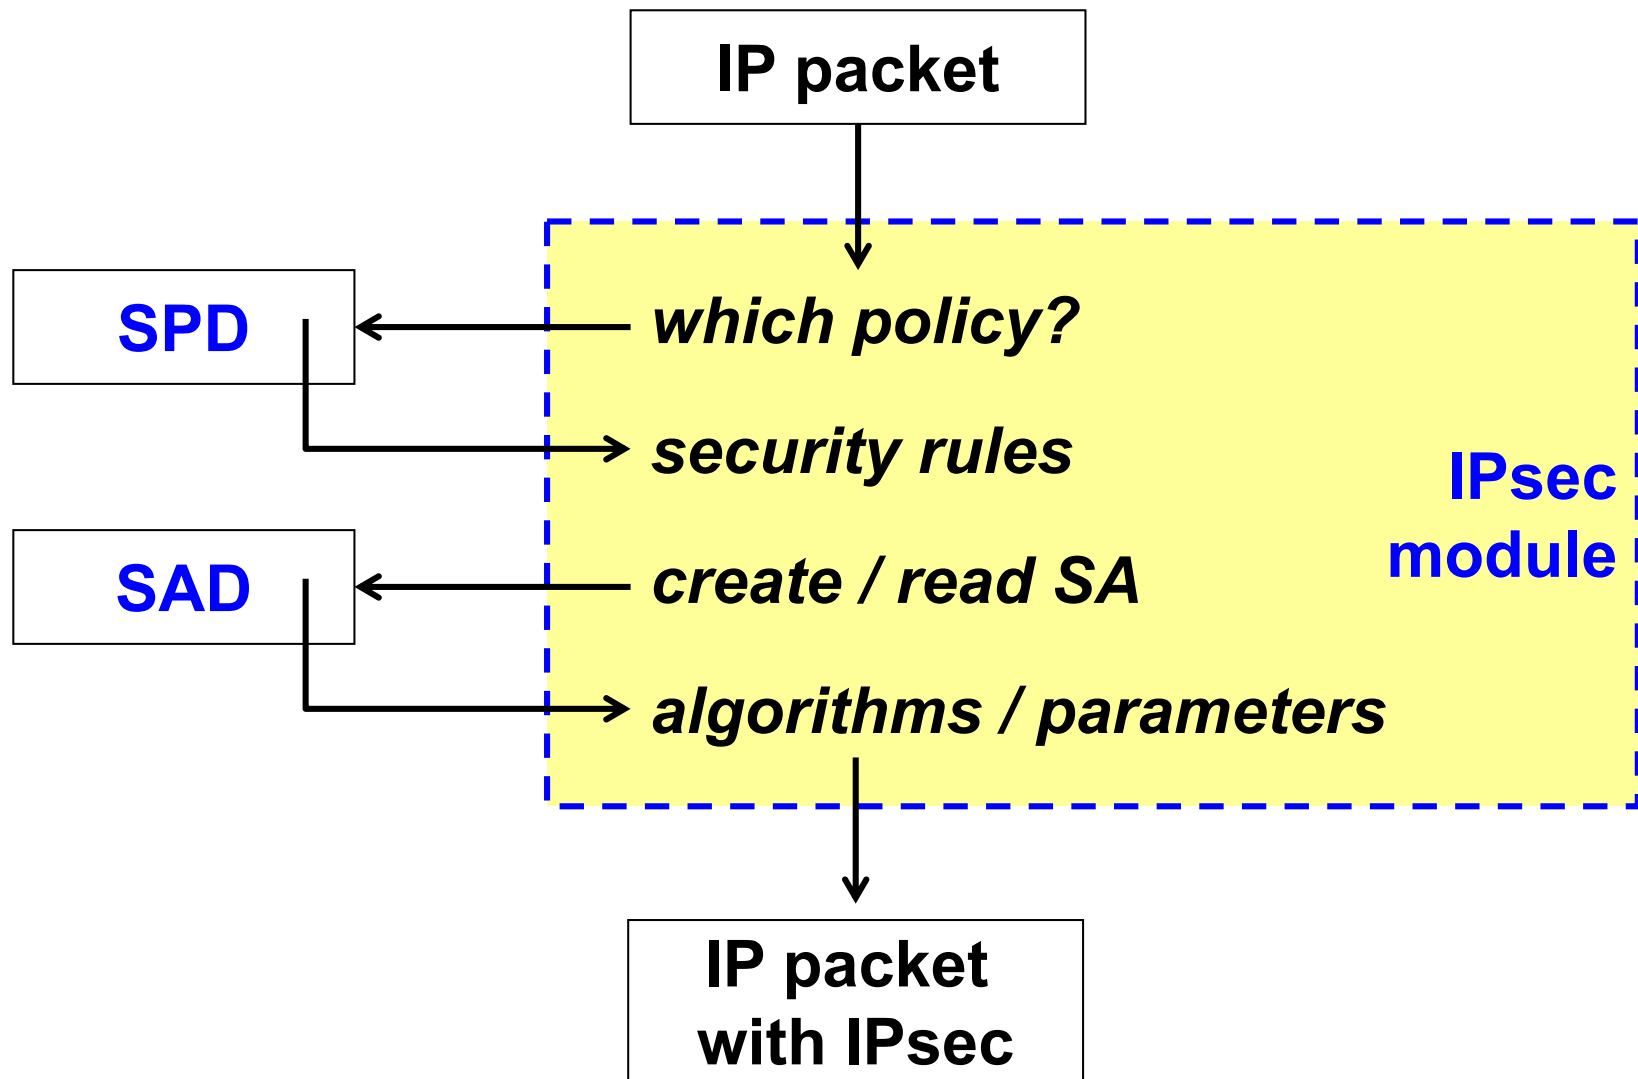 IP packet
SPD
which policy?
security rules
IPsec
module
SAD
create / read SA
algorithms / parameters
IP packet
with IPsec